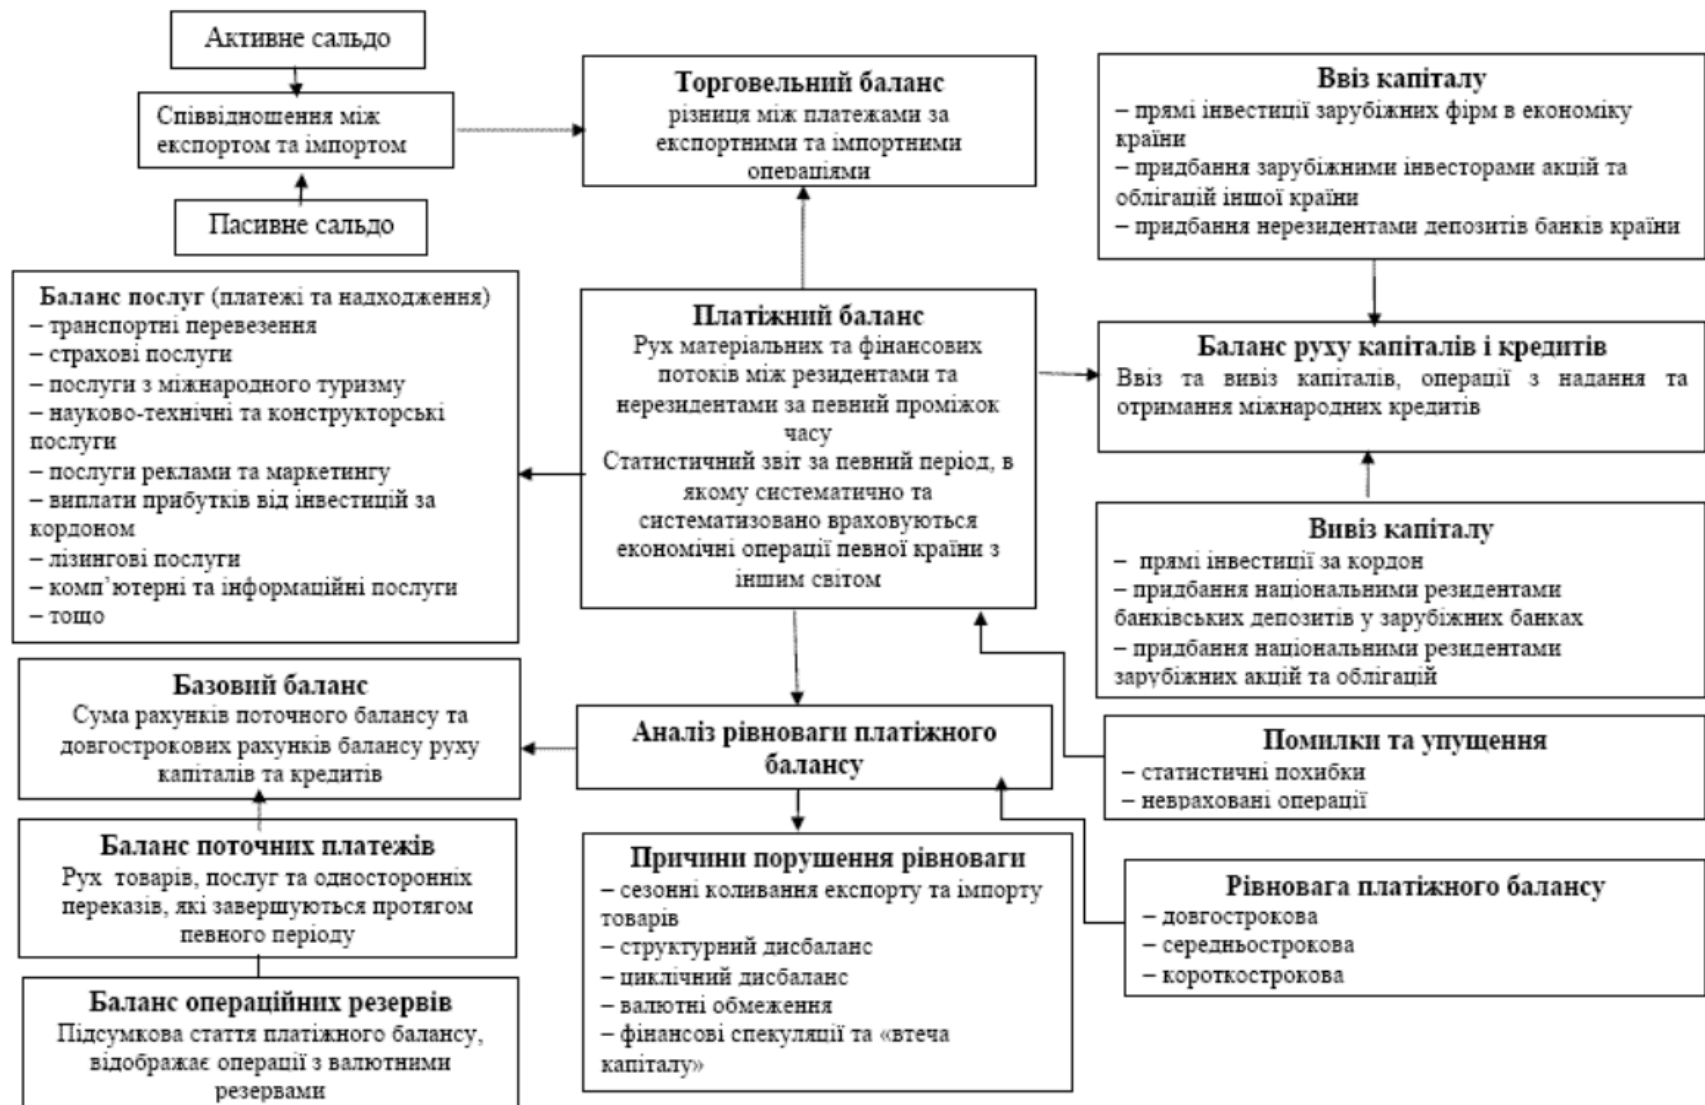 Активне сальдо
Співвідношення між
експортом та імпортом
Пасивне сальдо
Торговельний баланс
різниця між платежами за
експортними та імпортними
операціями
Ввіз капіталу
– прямі інвестиції зарубіжних фірм в економіку
країни
– придбання зарубіжними інвесторами акцій та
облігацій іншої країни
– придбання нерезидентами депозитів банків країни
Баланс послуг (платежі та надходження)
– транспортні перевезення
– страхові послуги
– послуги з міжнародного туризму
– науково-технічні та конструкторські
послуги
– послуги реклами та маркетингу
– виплати прибутків від інвестицій за
кордоном
– лізингові послуги
– комп’ютерні та інформаційні послуги
– тощо
Платіжний баланс
Рух матеріальних та фінансових
потоків між резидентами та
нерезидентами за певний проміжок
часу
Статистичний звіт за певний період, в
якому систематично та
систематизовано враховуються
економічні операції певної країни з
іншим світом
Баланс руху капіталів і кредитів
Ввіз та вивіз капіталів, операції з надання та
отримання міжнародних кредитів
Вивіз капіталу
– прямі інвестиції за кордон
– придбання національними резидентами
банківських депозитів у зарубіжних банках
– придбання національними резидентами
зарубіжних акцій та облігацій
Базовий баланс
Сума рахунків поточного балансу та
довгострокових рахунків балансу руху
капіталів та кредитів
Аналіз рівноваги платіжного
балансу
Помилки та упущення
– статистичні похибки
– невраховані операції
Баланс поточних платежів
Рух товарів, послуг та односторонніх
переказів, які завершуються протягом
певного періоду
Причини порушення рівноваги
– сезонні коливання експорту та імпорту
товарів
– структурний дисбаланс
– циклічний дисбаланс
– валютні обмеження
– фінансові спекуляції та «втеча
капіталу»
Рівновага платіжного балансу
– довгострокова
– середньострокова
– короткострокова
Баланс операційних резервів
Підсумкова стаття платіжного балансу,
відображає операції з валютними
резервами